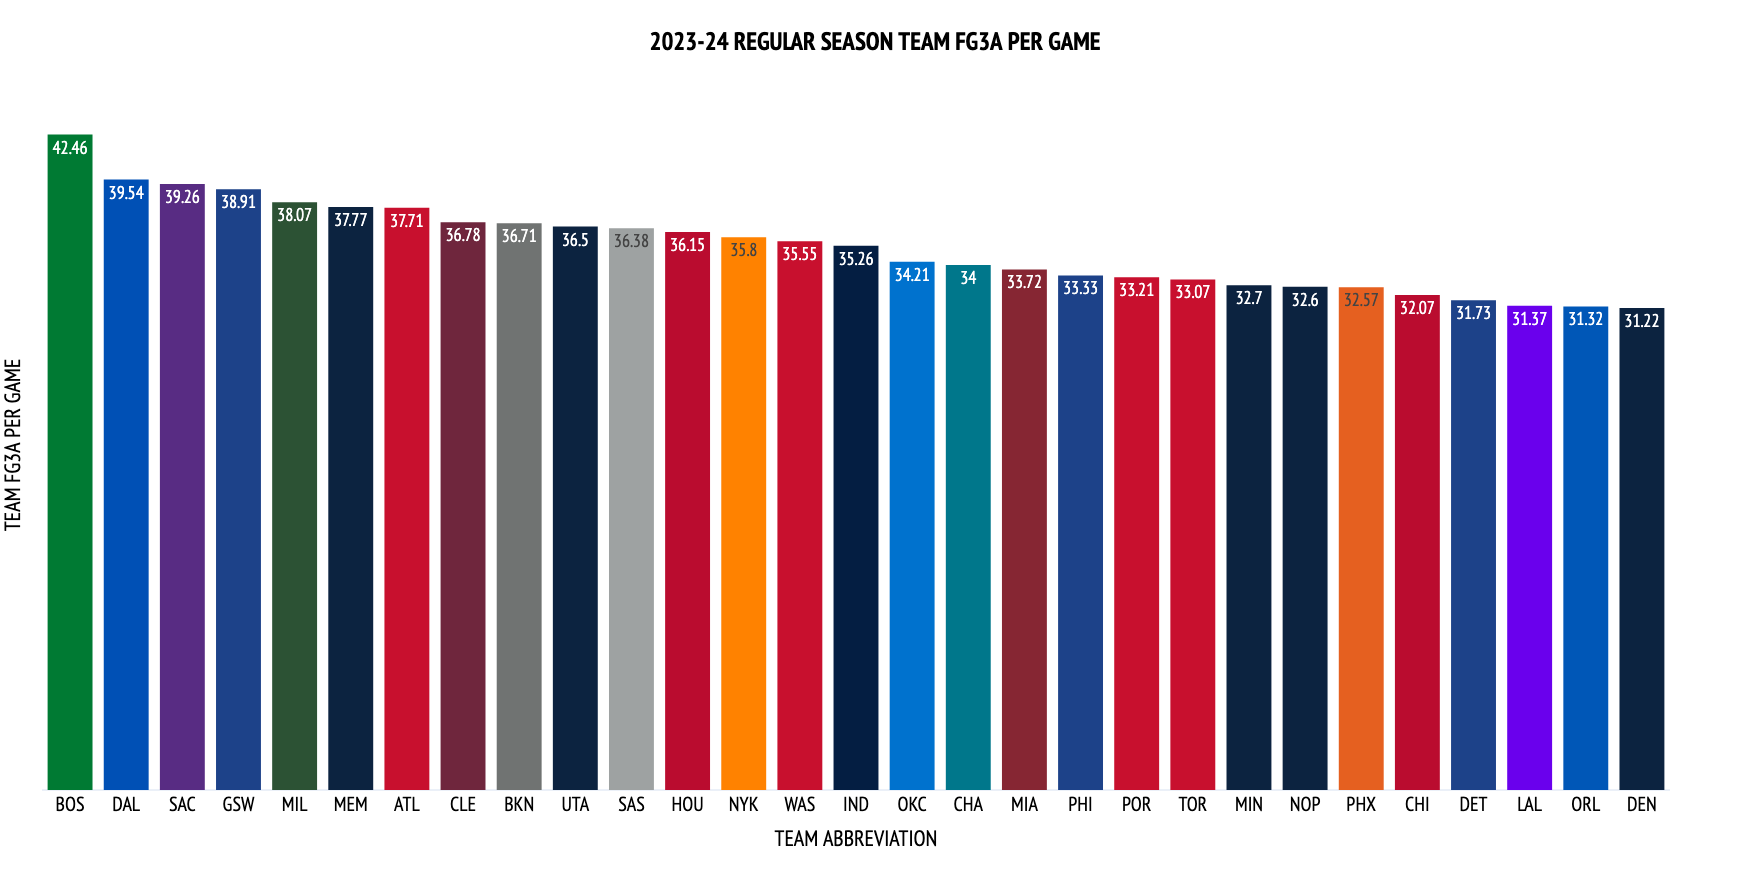 2023-24 REGULAR SEASON TEAM FG3A PER GAME
TEAM FG3A PER GAME
42.46 39.54 39.26 38.91 38.07 37.77 37.71 36.78 36.71 36.5 36.38 36.15 35.8 35.55 35.26 34.21 34 33.72 33.33 33.21 33.07 32.7 32.6 32.57 32.07 31.73 31.37 31.32 31.22
BOS DAL SAC GSW MIL MEM ATL CLE BKN UTA SAS HOU NYK WAS IND OKC CHA MIA PHI POR TOR MIN NOP PHX CHI DET LAL ORL DEN
TEAM ABBREVIATION